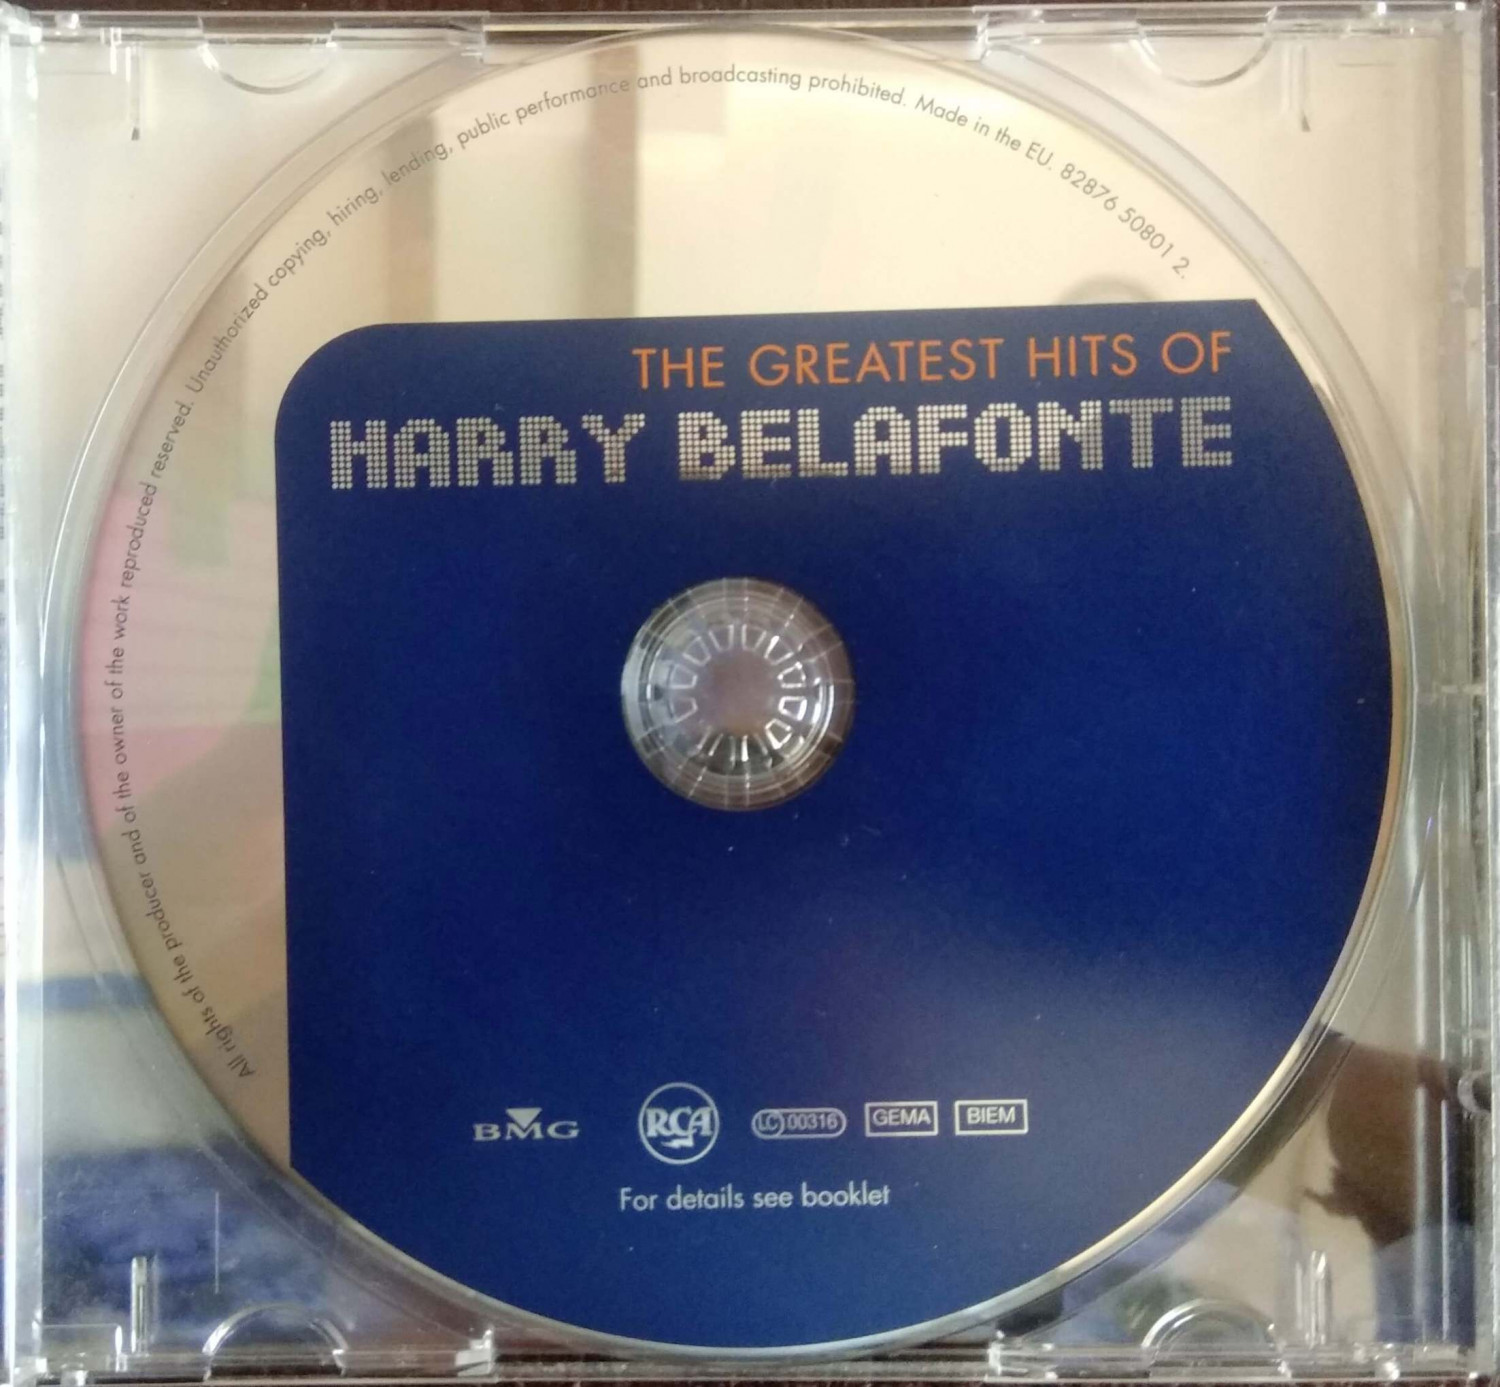 All rights of the producer and of the owner of the work reproduced reserved. Unauthorized copying, hiring, lending, public performance and broadcasting prohibited. Made in the EU. 82876 50801 2.
THE GREATEST HITS OF
HARRY BELAFONTE
BMG RCA LC 00316 GEMA BIEM
For details see booklet